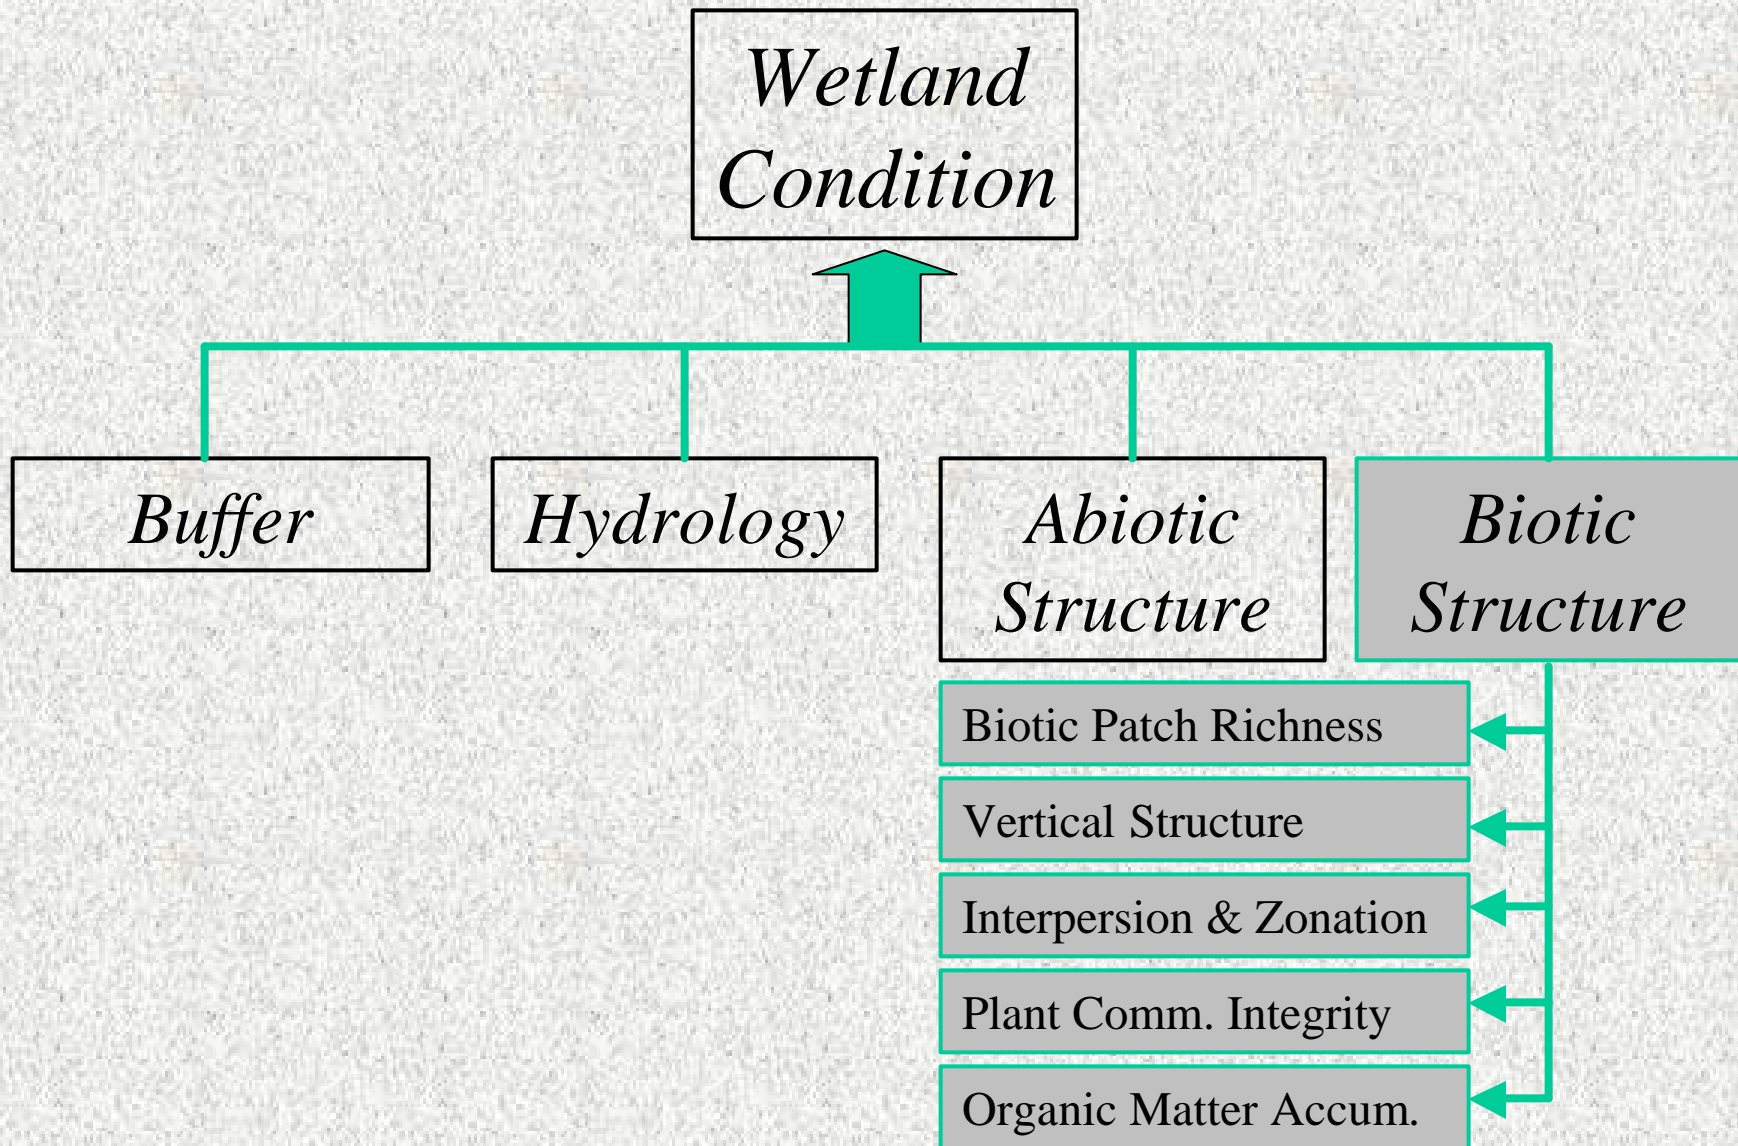 Wetland
Condition
Buffer
Hydrology
Abiotic
Structure
Biotic
Structure
Biotic Patch Richness
Vertical Structure
Interpersion & Zonation
Plant Comm. Integrity
Organic Matter Accum.